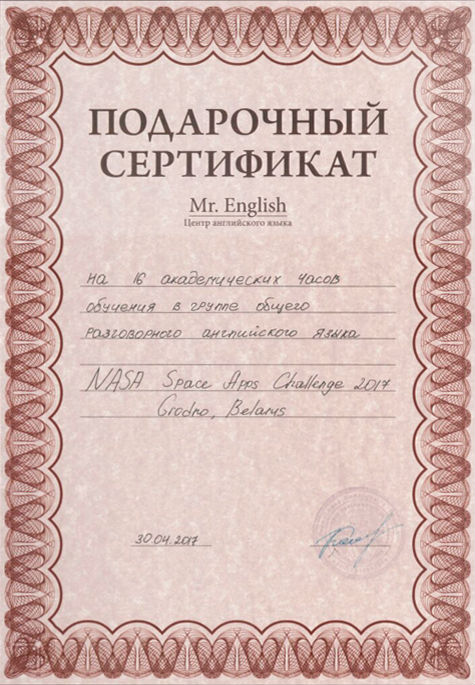 ПОДАРОЧНЫЙ
СЕРТИФИКАТ
Mr. English
Центр английского языка
на 16 академических часов
обучения в группе общего
разговорного английского языка
NASA Space Apps Challenge 2017
Grodno, Belarus
30.04.2017